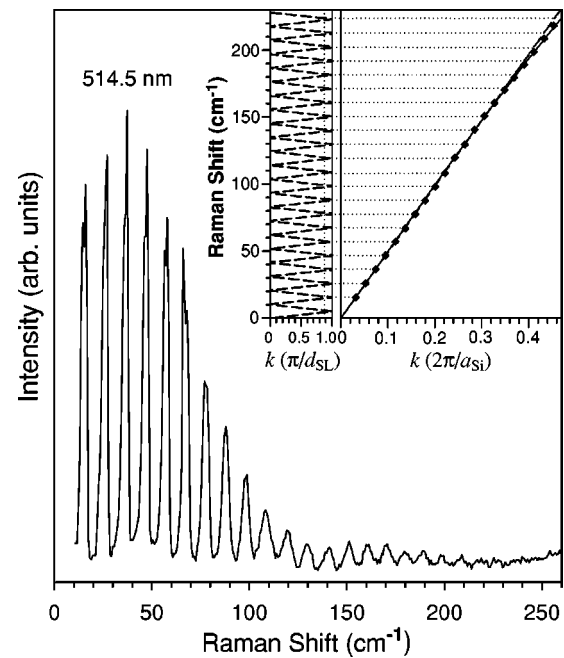 514.5 nm
Raman Shift (cm-1)
200
150
100
50
0
0 0.5 1.0 0 0.1 0.2 0.3 0.4
k (π/dSL) k (2π/aSi)
Intensity (arb. units)
0 50 100 150 200 250
Raman Shift (cm-1)